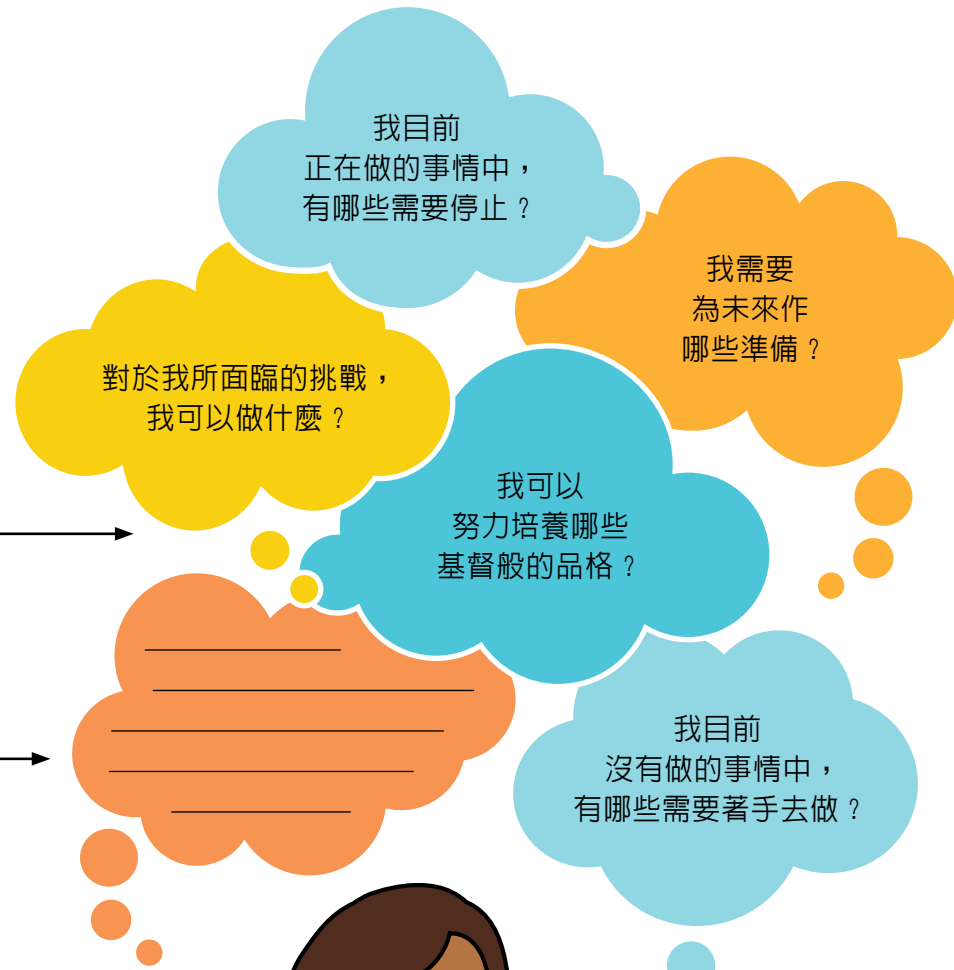 我目前
正在做的事情中，
有哪些需要停止？
我需要
為未來作
哪些準備？
對於我所面臨的挑戰，
我可以做什麼？
我可以
努力培養哪些
基督般的品格？
我目前
沒有做的事情中，
有哪些需要著手去做？